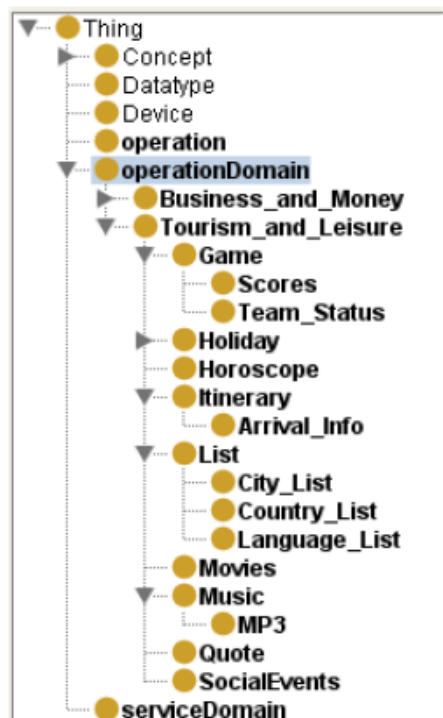 Thing
Concept
Datatype
Device
operation
operationDomain
Business_and_Money
Tourism_and_Leisure
Game
Scores
Team_Status
Holiday
Horoscope
Itinerary
Arrival_Info
List
City_List
Country_List
Language_List
Movies
Music
MP3
Quote
SocialEvents
serviceDomain